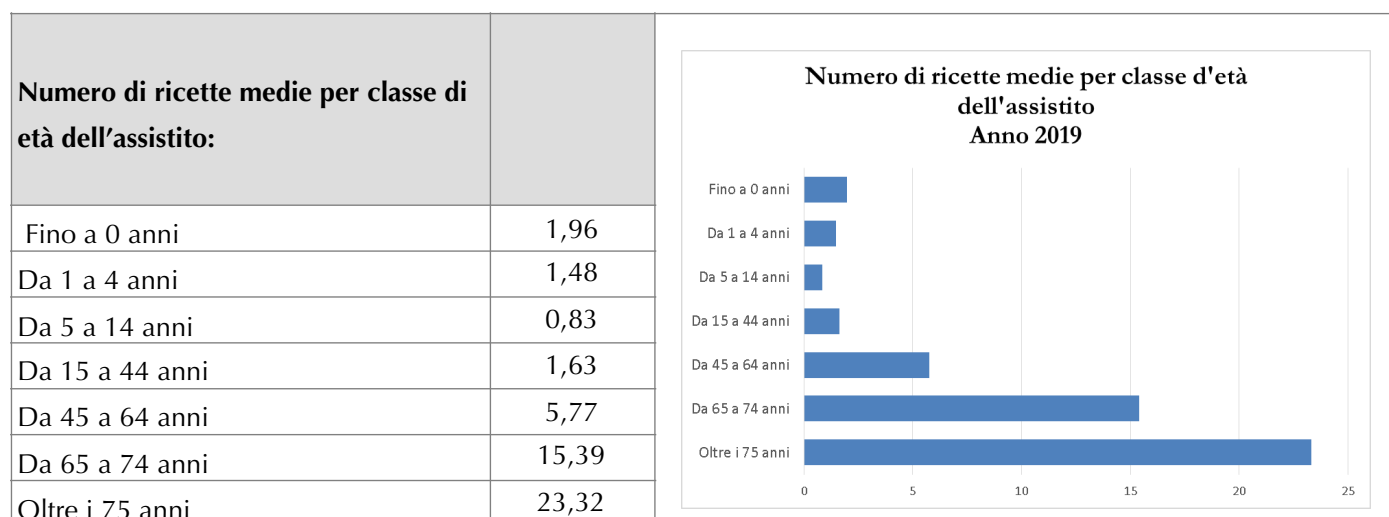 Numero di ricette medie per classe di
età dell'assistito:
Fino a 0 anni 1,96
Da 1 a 4 anni 1,48
Da 5 a 14 anni 0,83
Da 15 a 44 anni 1,63
Da 45 a 64 anni 5,77
Da 65 a 74 anni 15,39
Oltre i 75 anni 23,32
Numero di ricette medie per classe d'età
dell'assistito
Anno 2019
Fino a 0 anni
Da 1 a 4 anni
Da 5 a 14 anni
Da 15 a 44 anni
Da 45 a 64 anni
Da 65 a 74 anni
Oltre i 75 anni
0 5 10 15 20 25